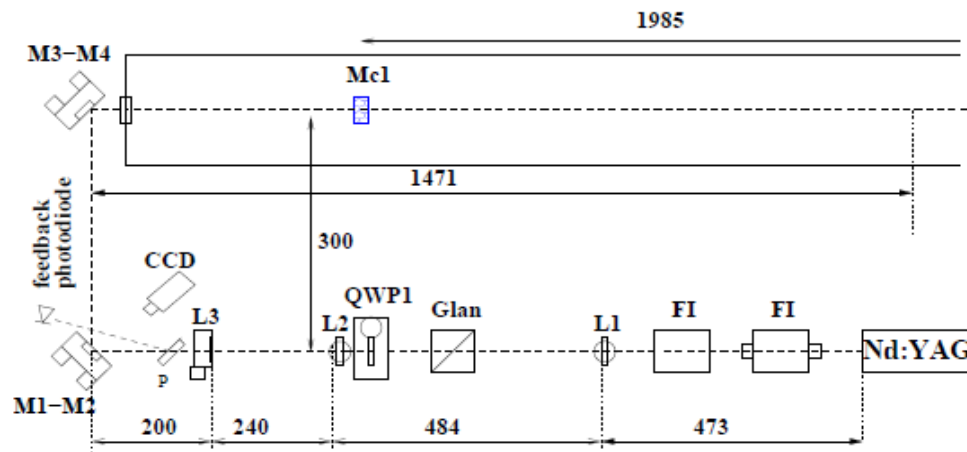 1985
M3-M4
Mc1
1471
feedback
photodiode
300
CCD
L3
L2
QWP1
Glan
L1
FI
FI
Nd:YAG
P
M1-M2
200
240
484
473